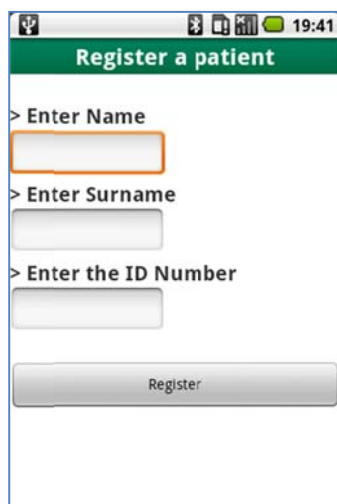 19:41
Register a patient
> Enter Name
> Enter Surname
> Enter the ID Number
Register